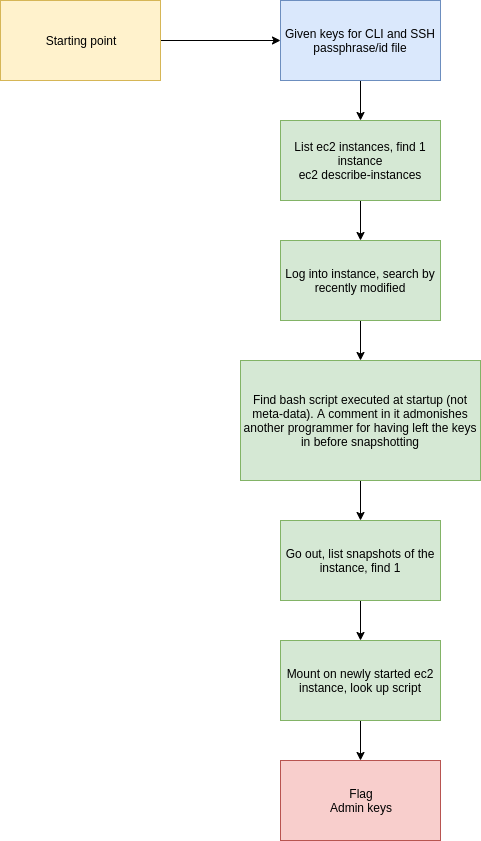 Starting point
Given keys for CLI and SSH
passphrase/id file
List ec2 instances, find 1
instance
ec2 describe-instances
Log into instance, search by
recently modified
Find bash script executed at startup (not
meta-data). A comment in it admonishes
another programmer for having left the keys
in before snapshotting
Go out, list snapshots of the
instance, find 1
Mount on newly started ec2
instance, look up script
Flag
Admin keys